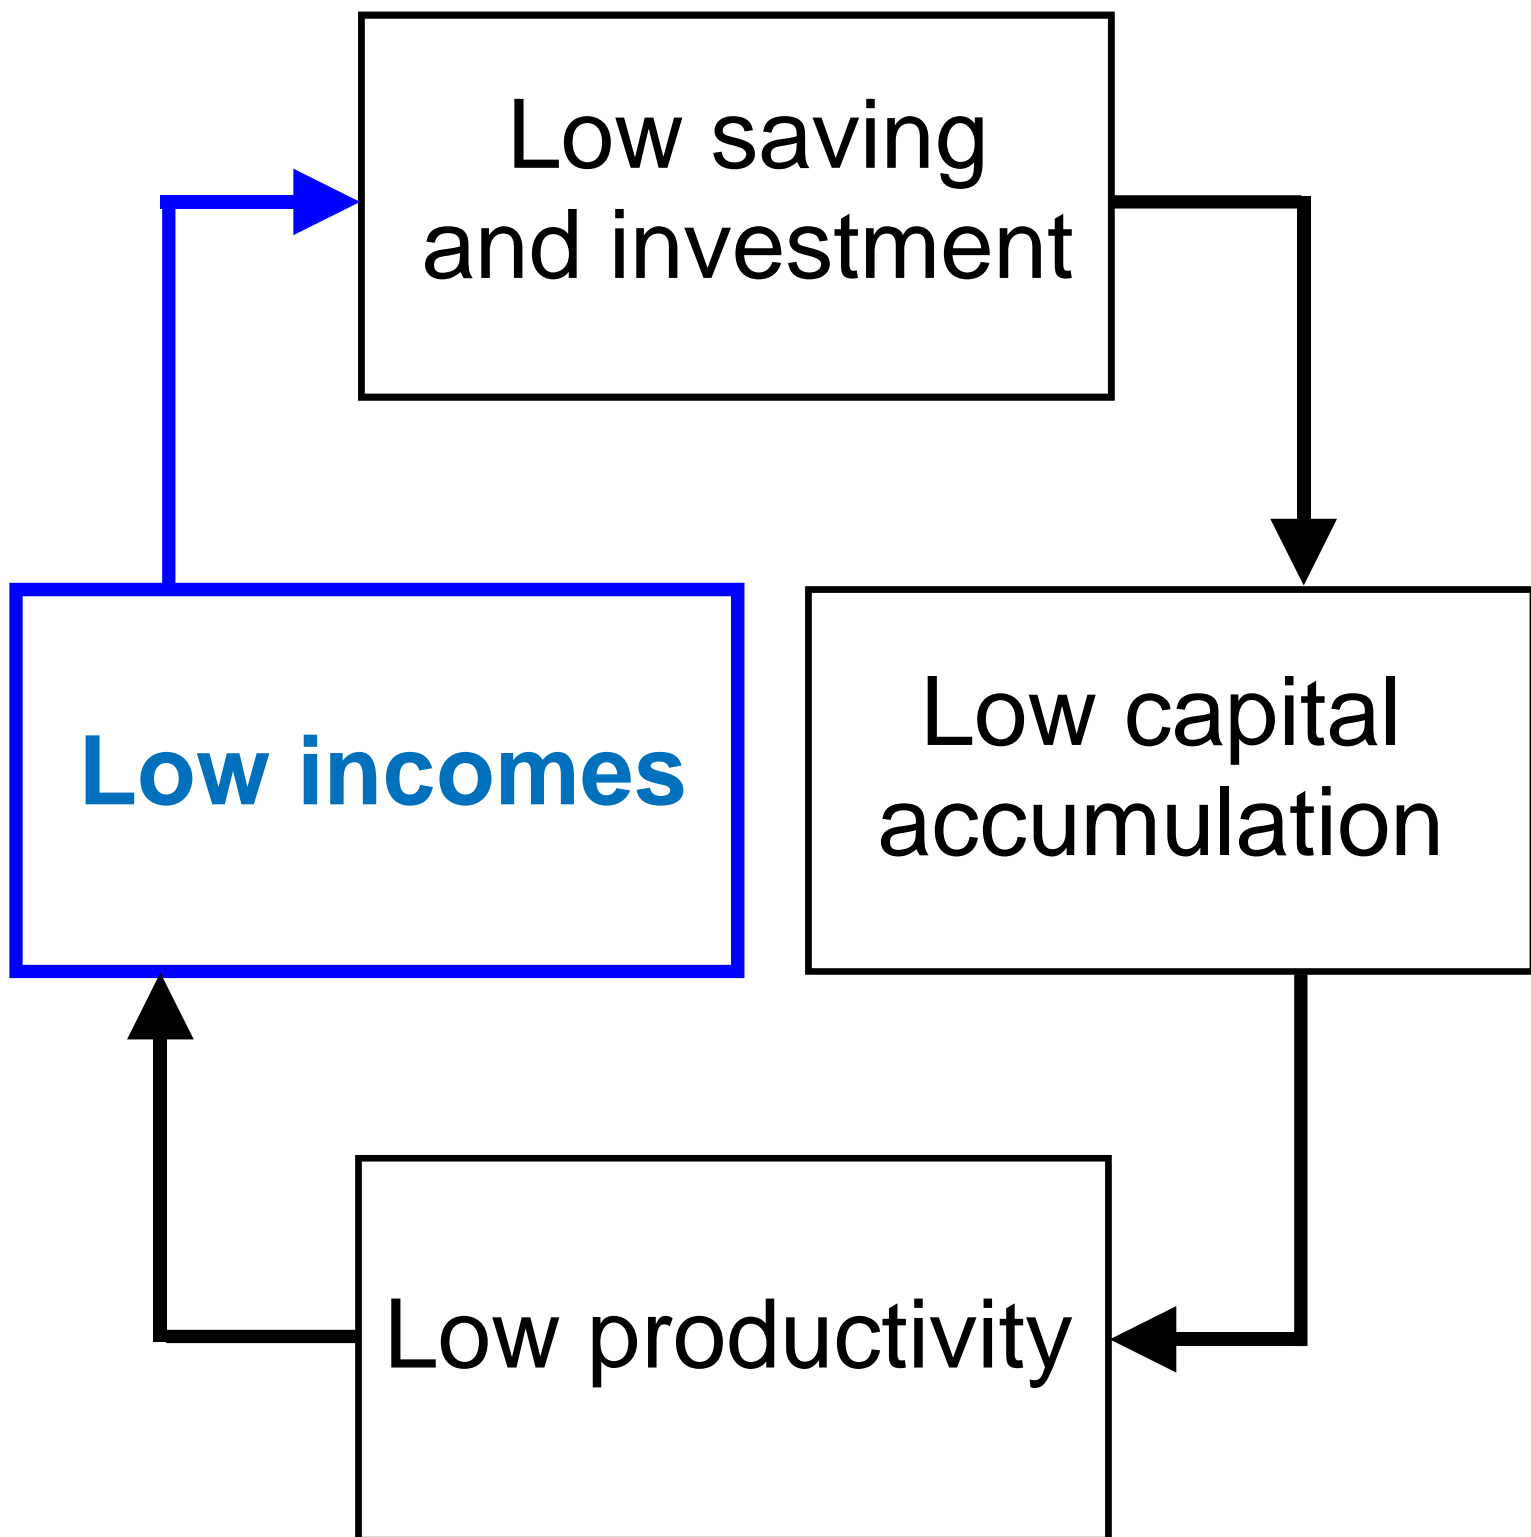 Low saving
and investment
Low incomes
Low capital
accumulation
Low productivity